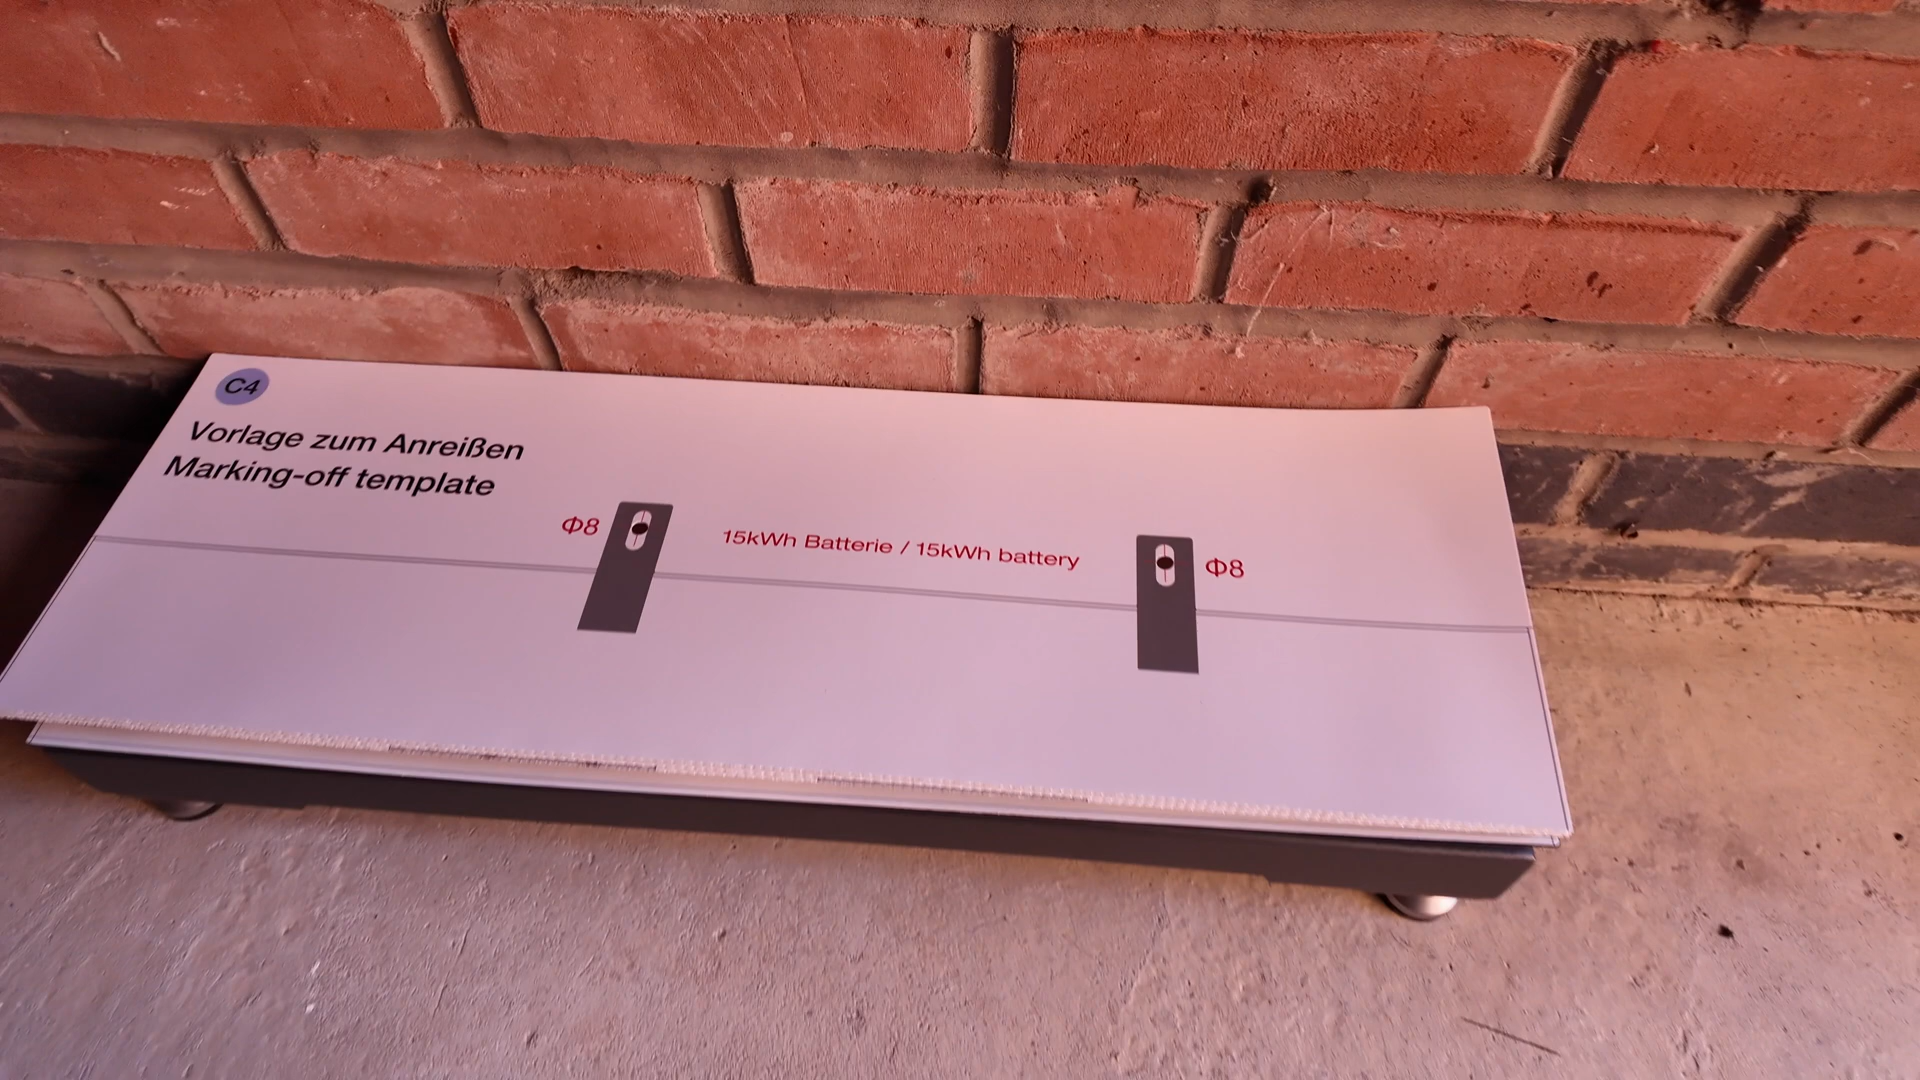 C4
Vorlage zum Anreißen
Marking-off template
Φ8
15kWh Batterie / 15kWh battery
Φ8